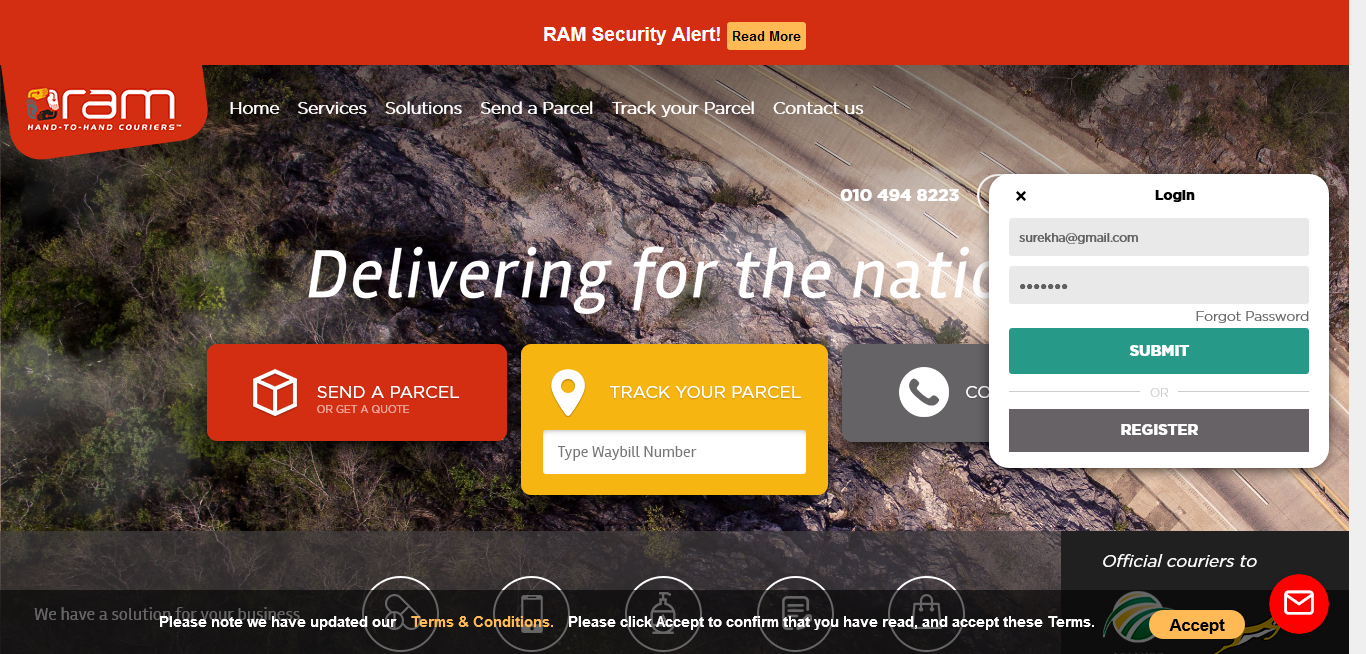 RAM Security Alert! Read More
ram
HAND-TO-HAND COURIERS™
Home Services Solutions Send a Parcel Track your Parcel Contact us
010 494 8223
Login
surekha@gmail.com
•••••••
Forgot Password
SUBMIT
OR
REGISTER
Delivering for the natio
SEND A PARCEL
OR GET A QUOTE
TRACK YOUR PARCEL
Type Waybill Number
CO
Official couriers to
We have a solution for your business
Please note we have updated our Terms & Conditions. Please click Accept to confirm that you have read, and accept these Terms. Accept